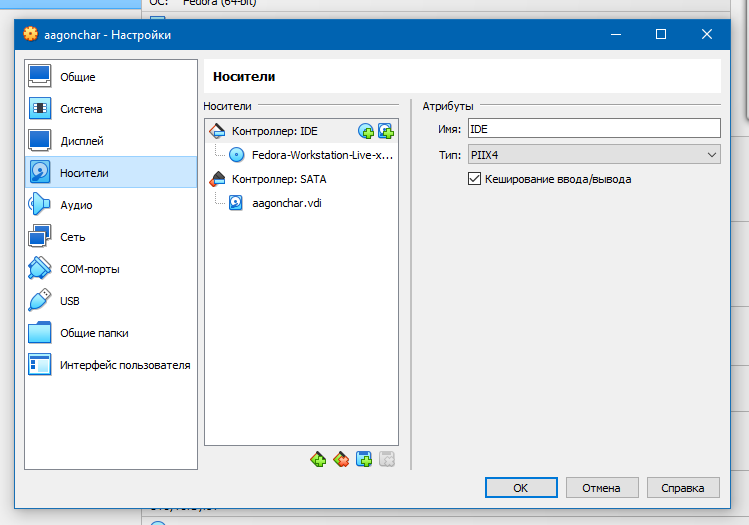 ОС: Fedora (64-bit)
aagonchar - Настройки
Общие
Система
Дисплей
Носители
Аудио
Сеть
COM-порты
USB
Общие папки
Интерфейс пользователя
Носители
Носители
Контроллер: IDE
Fedora-Workstation-Live-x...
Контроллер: SATA
aagonchar.vdi
Атрибуты
Имя: IDE
Тип: PIIX4
Кеширование ввода/вывода
OK Отмена Справка